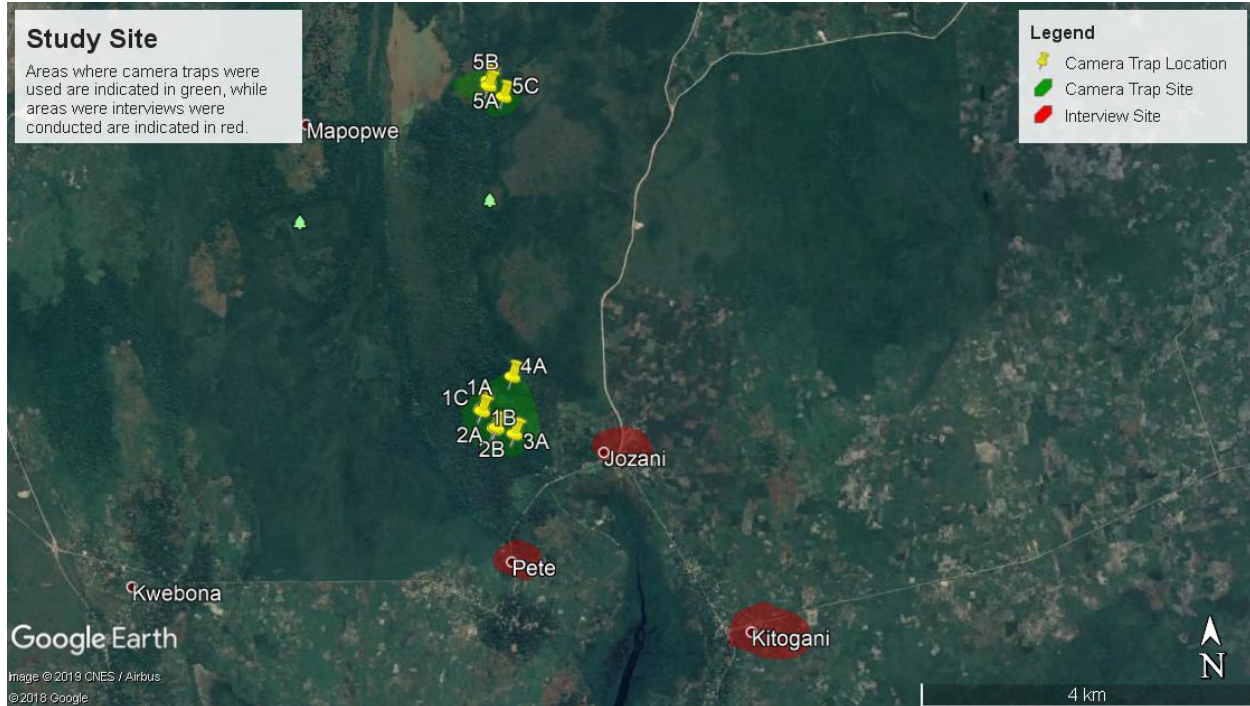 Study Site
Areas where camera traps were
used are indicated in green, while
areas were interviews were
conducted are indicated in red.
Legend
Camera Trap Location
Camera Trap Site
Interview Site
5B
5C
5A
Mapopwe
4A
1A
1C
1B
2A
3A
2B
Jozani
Pete
Kwebona
Kitogani
Google Earth
Image © 2019 CNES / Airbus
© 2018 Google
N
4 km